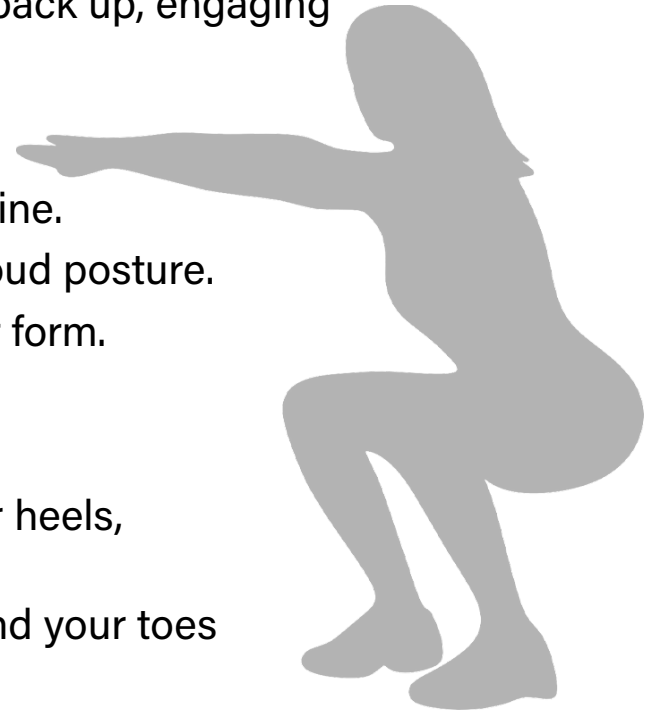 back up, engaging
ine.
oud posture.
form.
heels,
nd your toes